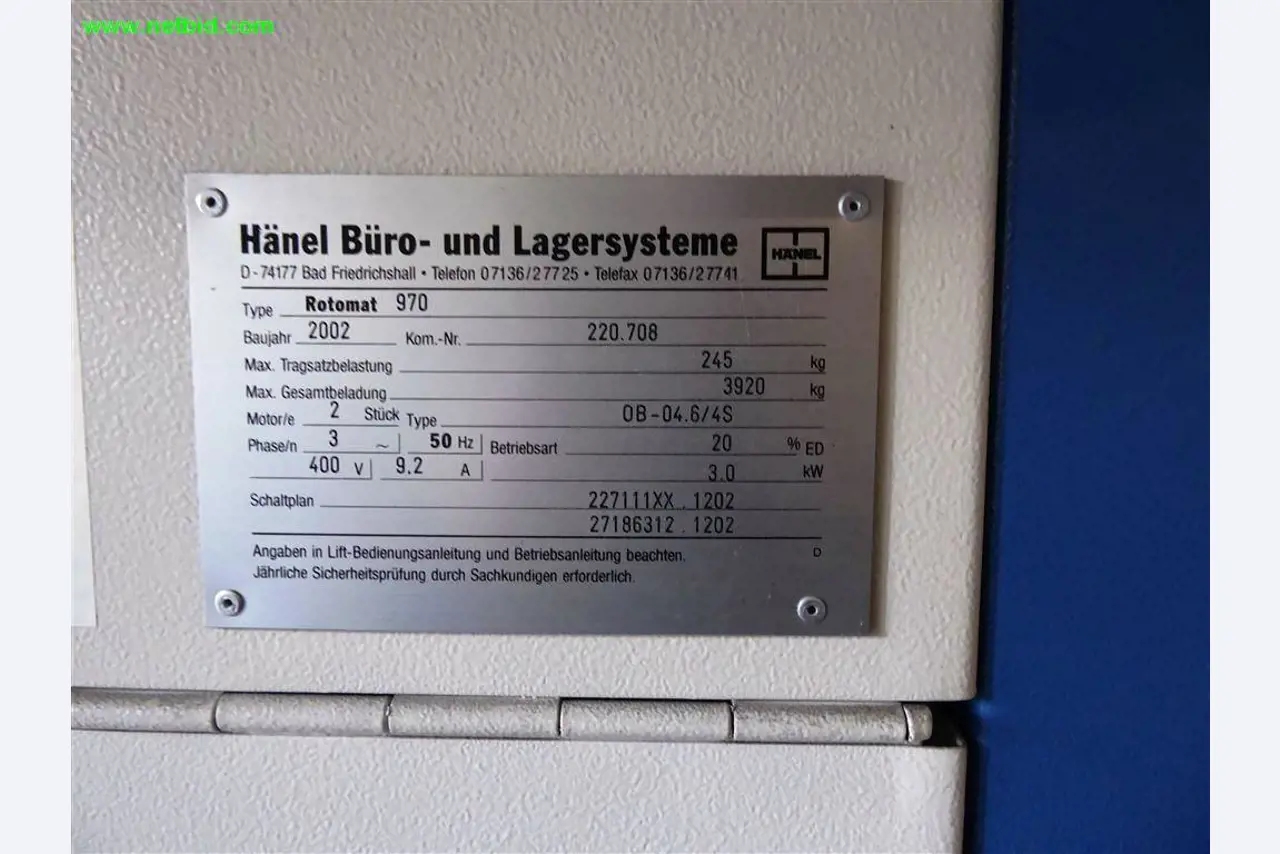 www.netbid.com
Hänel Büro- und Lagersysteme
HÄNEL
D-74177 Bad Friedrichshall • Telefon 07136/27725 • Telefax 07136/27741
Type Rotomat 970
Baujahr 2002 Kom.-Nr. 220.708
Max. Tragsatzbelastung 245 kg
Max. Gesamtbeladung 3920 kg
Motor/e 2 Stück Type OB-04.6/4S
Phase/n 3 ~ 50 Hz Betriebsart 20 % ED
400 V 9.2 A 3.0 kW
Schaltplan 227111XX.1202
27186312.1202
Angaben in Lift-Bedienungsanleitung und Betriebsanleitung beachten. D
Jährliche Sicherheitsprüfung durch Sachkundigen erforderlich.